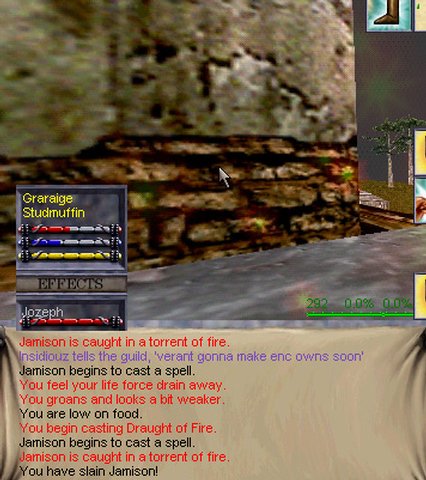 Graraige
Studmuffin
EFFECTS
Jozeph
292 0.0% 0.0%
Jamison is caught in a torrent of fire.
Insidiouz tells the guild, 'verant gonna make enc owns soon'
Jamison begins to cast a spell.
You feel your life force drain away.
You groans and looks a bit weaker.
You are low on food.
You begin casting Draught of Fire.
Jamison begins to cast a spell.
Jamison is caught in a torrent of fire.
You have slain Jamison!